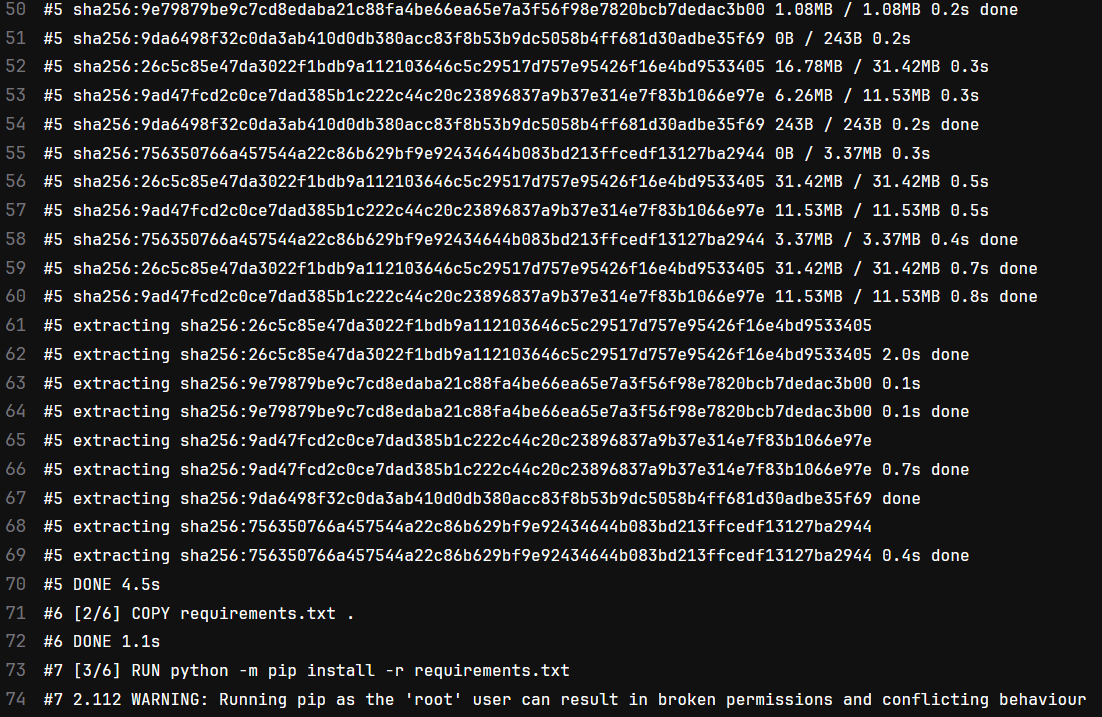 50 #5 sha256:9e79879be9c7cd8edaba21c88fa4be66ea65e7a3f56f98e7820bcb7dedac3b00 1.08MB / 1.08MB 0.2s done
51 #5 sha256:9da6498f32c0da3ab410d0db380acc83f8b53b9dc5058b4ff681d30adbe35f69 0B / 243B 0.2s
52 #5 sha256:26c5c85e47da3022f1bdb9a112103646c5c29517d757e95426f16e4bd9533405 16.78MB / 31.42MB 0.3s
53 #5 sha256:9ad47fcd2c0ce7dad385b1c222c44c20c23896837a9b37e314e7f83b1066e97e 6.26MB / 11.53MB 0.3s
54 #5 sha256:9da6498f32c0da3ab410d0db380acc83f8b53b9dc5058b4ff681d30adbe35f69 243B / 243B 0.2s done
55 #5 sha256:756350766a457544a22c86b629bf9e92434644b083bd213ffcedf13127ba2944 0B / 3.37MB 0.3s
56 #5 sha256:26c5c85e47da3022f1bdb9a112103646c5c29517d757e95426f16e4bd9533405 31.42MB / 31.42MB 0.5s
57 #5 sha256:9ad47fcd2c0ce7dad385b1c222c44c20c23896837a9b37e314e7f83b1066e97e 11.53MB / 11.53MB 0.5s
58 #5 sha256:756350766a457544a22c86b629bf9e92434644b083bd213ffcedf13127ba2944 3.37MB / 3.37MB 0.4s done
59 #5 sha256:26c5c85e47da3022f1bdb9a112103646c5c29517d757e95426f16e4bd9533405 31.42MB / 31.42MB 0.7s done
60 #5 sha256:9ad47fcd2c0ce7dad385b1c222c44c20c23896837a9b37e314e7f83b1066e97e 11.53MB / 11.53MB 0.8s done
61 #5 extracting sha256:26c5c85e47da3022f1bdb9a112103646c5c29517d757e95426f16e4bd9533405
62 #5 extracting sha256:26c5c85e47da3022f1bdb9a112103646c5c29517d757e95426f16e4bd9533405 2.0s done
63 #5 extracting sha256:9e79879be9c7cd8edaba21c88fa4be66ea65e7a3f56f98e7820bcb7dedac3b00 0.1s
64 #5 extracting sha256:9e79879be9c7cd8edaba21c88fa4be66ea65e7a3f56f98e7820bcb7dedac3b00 0.1s done
65 #5 extracting sha256:9ad47fcd2c0ce7dad385b1c222c44c20c23896837a9b37e314e7f83b1066e97e
66 #5 extracting sha256:9ad47fcd2c0ce7dad385b1c222c44c20c23896837a9b37e314e7f83b1066e97e 0.7s done
67 #5 extracting sha256:9da6498f32c0da3ab410d0db380acc83f8b53b9dc5058b4ff681d30adbe35f69 done
68 #5 extracting sha256:756350766a457544a22c86b629bf9e92434644b083bd213ffcedf13127ba2944
69 #5 extracting sha256:756350766a457544a22c86b629bf9e92434644b083bd213ffcedf13127ba2944 0.4s done
70 #5 DONE 4.5s
71 #6 [2/6] COPY requirements.txt .
72 #6 DONE 1.1s
73 #7 [3/6] RUN python -m pip install -r requirements.txt
74 #7 2.112 WARNING: Running pip as the 'root' user can result in broken permissions and conflicting behaviour